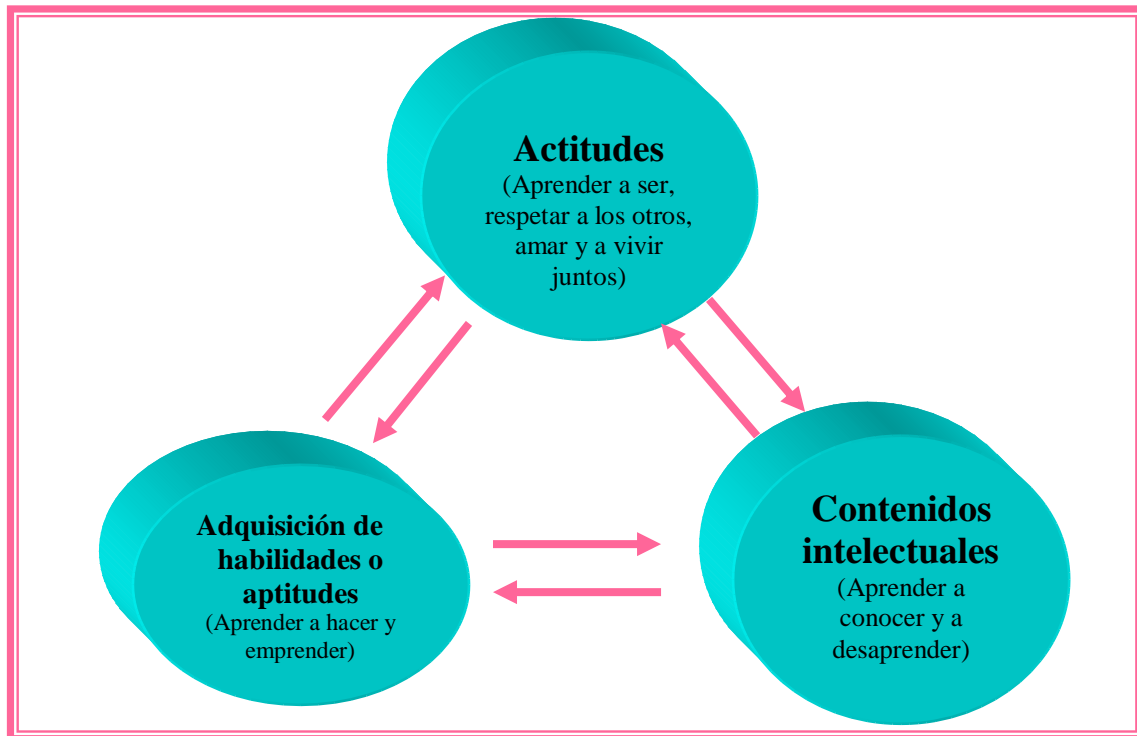 Actitudes
(Aprender a ser,
respetar a los otros,
amar y a vivir
juntos)
Adquisición de
habilidades o
aptitudes
(Aprender a hacer y
emprender)
Contenidos
intelectuales
(Aprender a
conocer y a
desaprender)